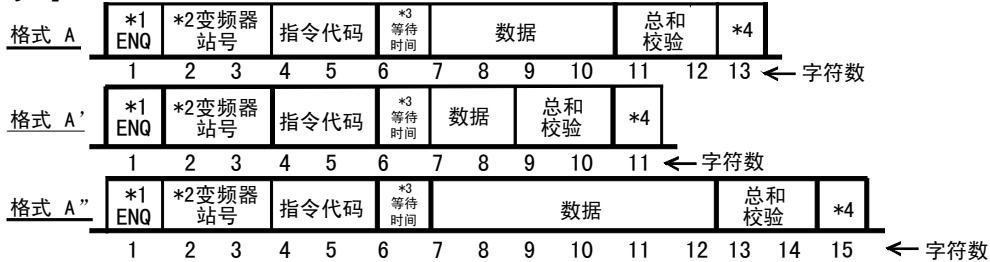 格式 A *1 ENQ *2变频器 站号 指令代码 *3 等待 时间 数据 总和 校验 *4
1 2 3 4 5 6 7 8 9 10 11 12 13 ← 字符数
格式 A' *1 ENQ *2变频器 站号 指令代码 *3 等待 时间 数据 总和 校验 *4
1 2 3 4 5 6 7 8 9 10 11 ← 字符数
格式 A” *1 ENQ *2变频器 站号 指令代码 *3 等待 时间 数据 总和 校验 *4
1 2 3 4 5 6 7 8 9 10 11 12 13 14 15 ← 字符数